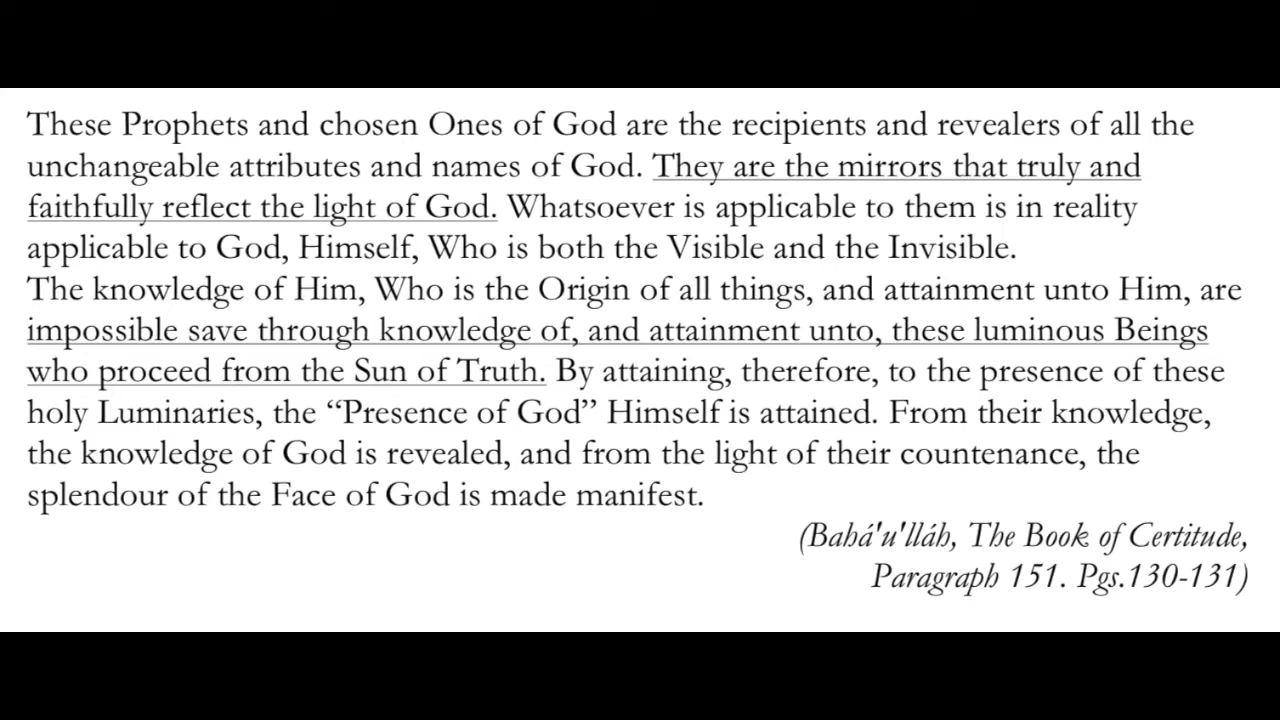 These Prophets and chosen Ones of God are the recipients and revealers of all the
unchangeable attributes and names of God. They are the mirrors that truly and
faithfully reflect the light of God. Whatsoever is applicable to them is in reality
applicable to God, Himself, Who is both the Visible and the Invisible.
The knowledge of Him, Who is the Origin of all things, and attainment unto Him, are
impossible save through knowledge of, and attainment unto, these luminous Beings
who proceed from the Sun of Truth. By attaining, therefore, to the presence of these
holy Luminaries, the “Presence of God” Himself is attained. From their knowledge,
the knowledge of God is revealed, and from the light of their countenance, the
splendour of the Face of God is made manifest.
(Bahá'u'lláh, The Book of Certitude,
Paragraph 151. Pgs.130-131)